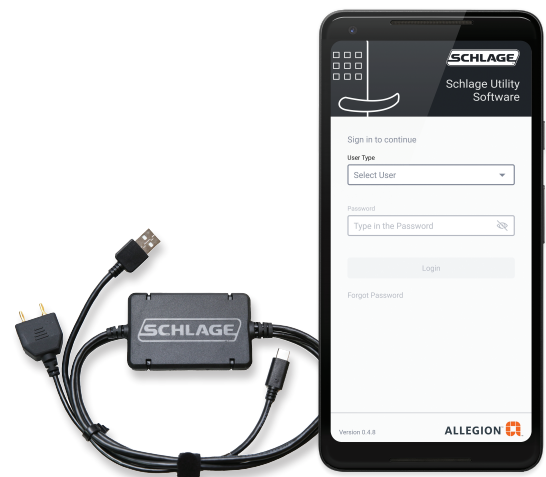 SCHLAGE
Schlage Utility
Software
Sign in to continue
User Type
Select User
Password
Type in the Password
Login
Forgot Password
Version 0.4.8
ALLEGION
SCHLAGE